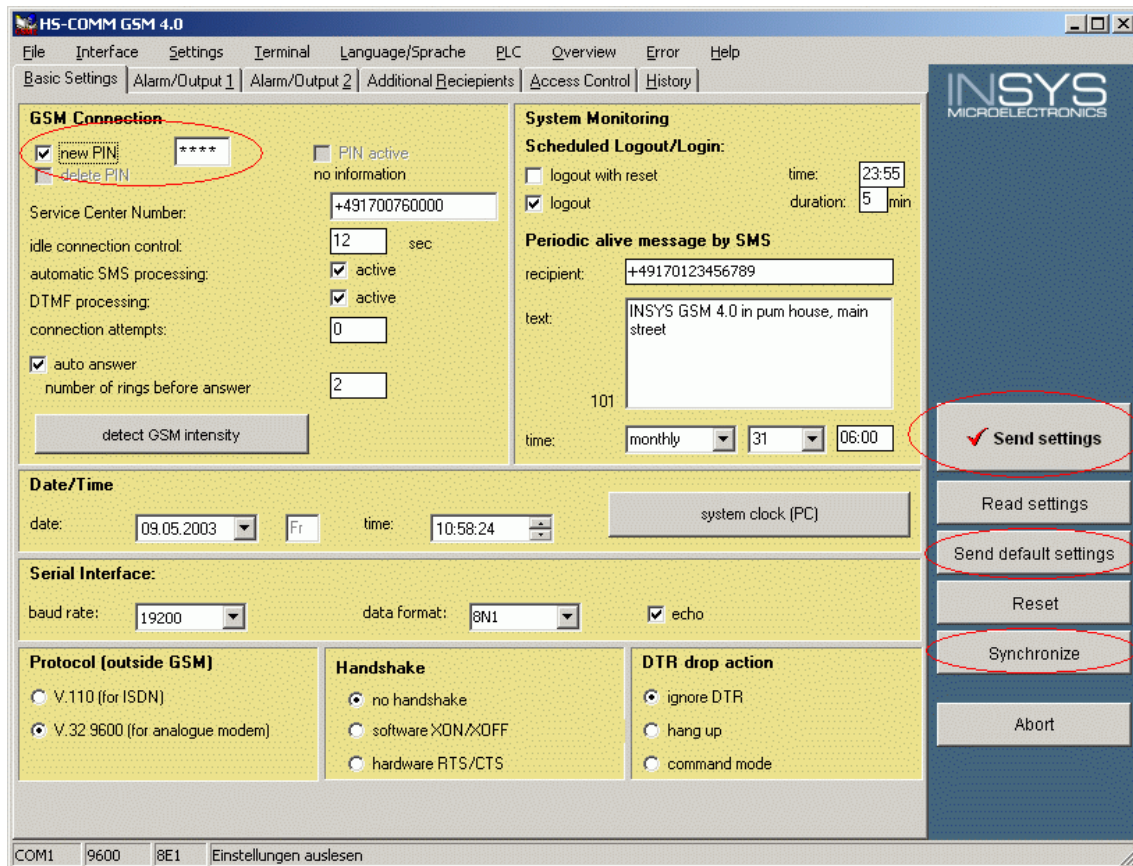 HS-COMM GSM 4.0
File Interface Settings Terminal Language/Sprache PLC Overview Error Help
Basic Settings Alarm/Output 1 Alarm/Output 2 Additional Reciepients Access Control History
INSYS
MICROELECTRONICS
GSM Connection
new PIN ****
PIN active
delete PIN
no information
Service Center Number: +491700760000
idle connection control: 12 sec
automatic SMS processing: active
DTMF processing: active
connection attempts: 0
auto answer
number of rings before answer 2
detect GSM intensity
System Monitoring
Scheduled Logout/Login:
logout with reset time: 23:55
logout duration: 5 min
Periodic alive message by SMS
recipient: +49170123456789
text: INSYS GSM 4.0 in pum house, main
street
101
time: monthly 31 06:00
Date/Time
date: 09.05.2003 Fr time: 10:58:24 system clock (PC)
Serial Interface:
baud rate: 19200 data format: 8N1 echo
Protocol (outside GSM)
V.110 (for ISDN)
V.32 9600 (for analogue modem)
Handshake
no handshake
software XON/XOFF
hardware RTS/CTS
DTR drop action
ignore DTR
hang up
command mode
Send settings
Read settings
Send default settings
Reset
Synchronize
Abort
COM1 9600 8E1 Einstellungen auslesen